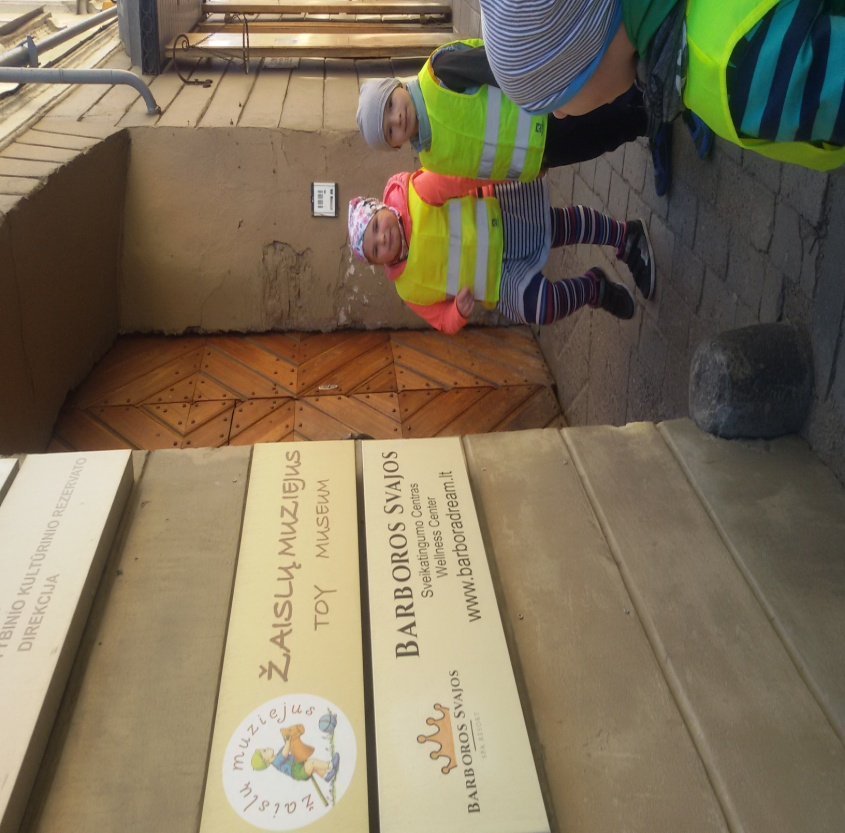 TYBINIO KULTŪRINIO REZERVATO
DIREKCIJA
žaislų muziejus
ŽAISLŲ MUZIEJUS
TOY MUSEUM
BARBOROS SVAJOS
SPA RESORT
BARBOROS SVAJOS
Sveikatingumo Centras
Wellness Center
www.barboradream.lt